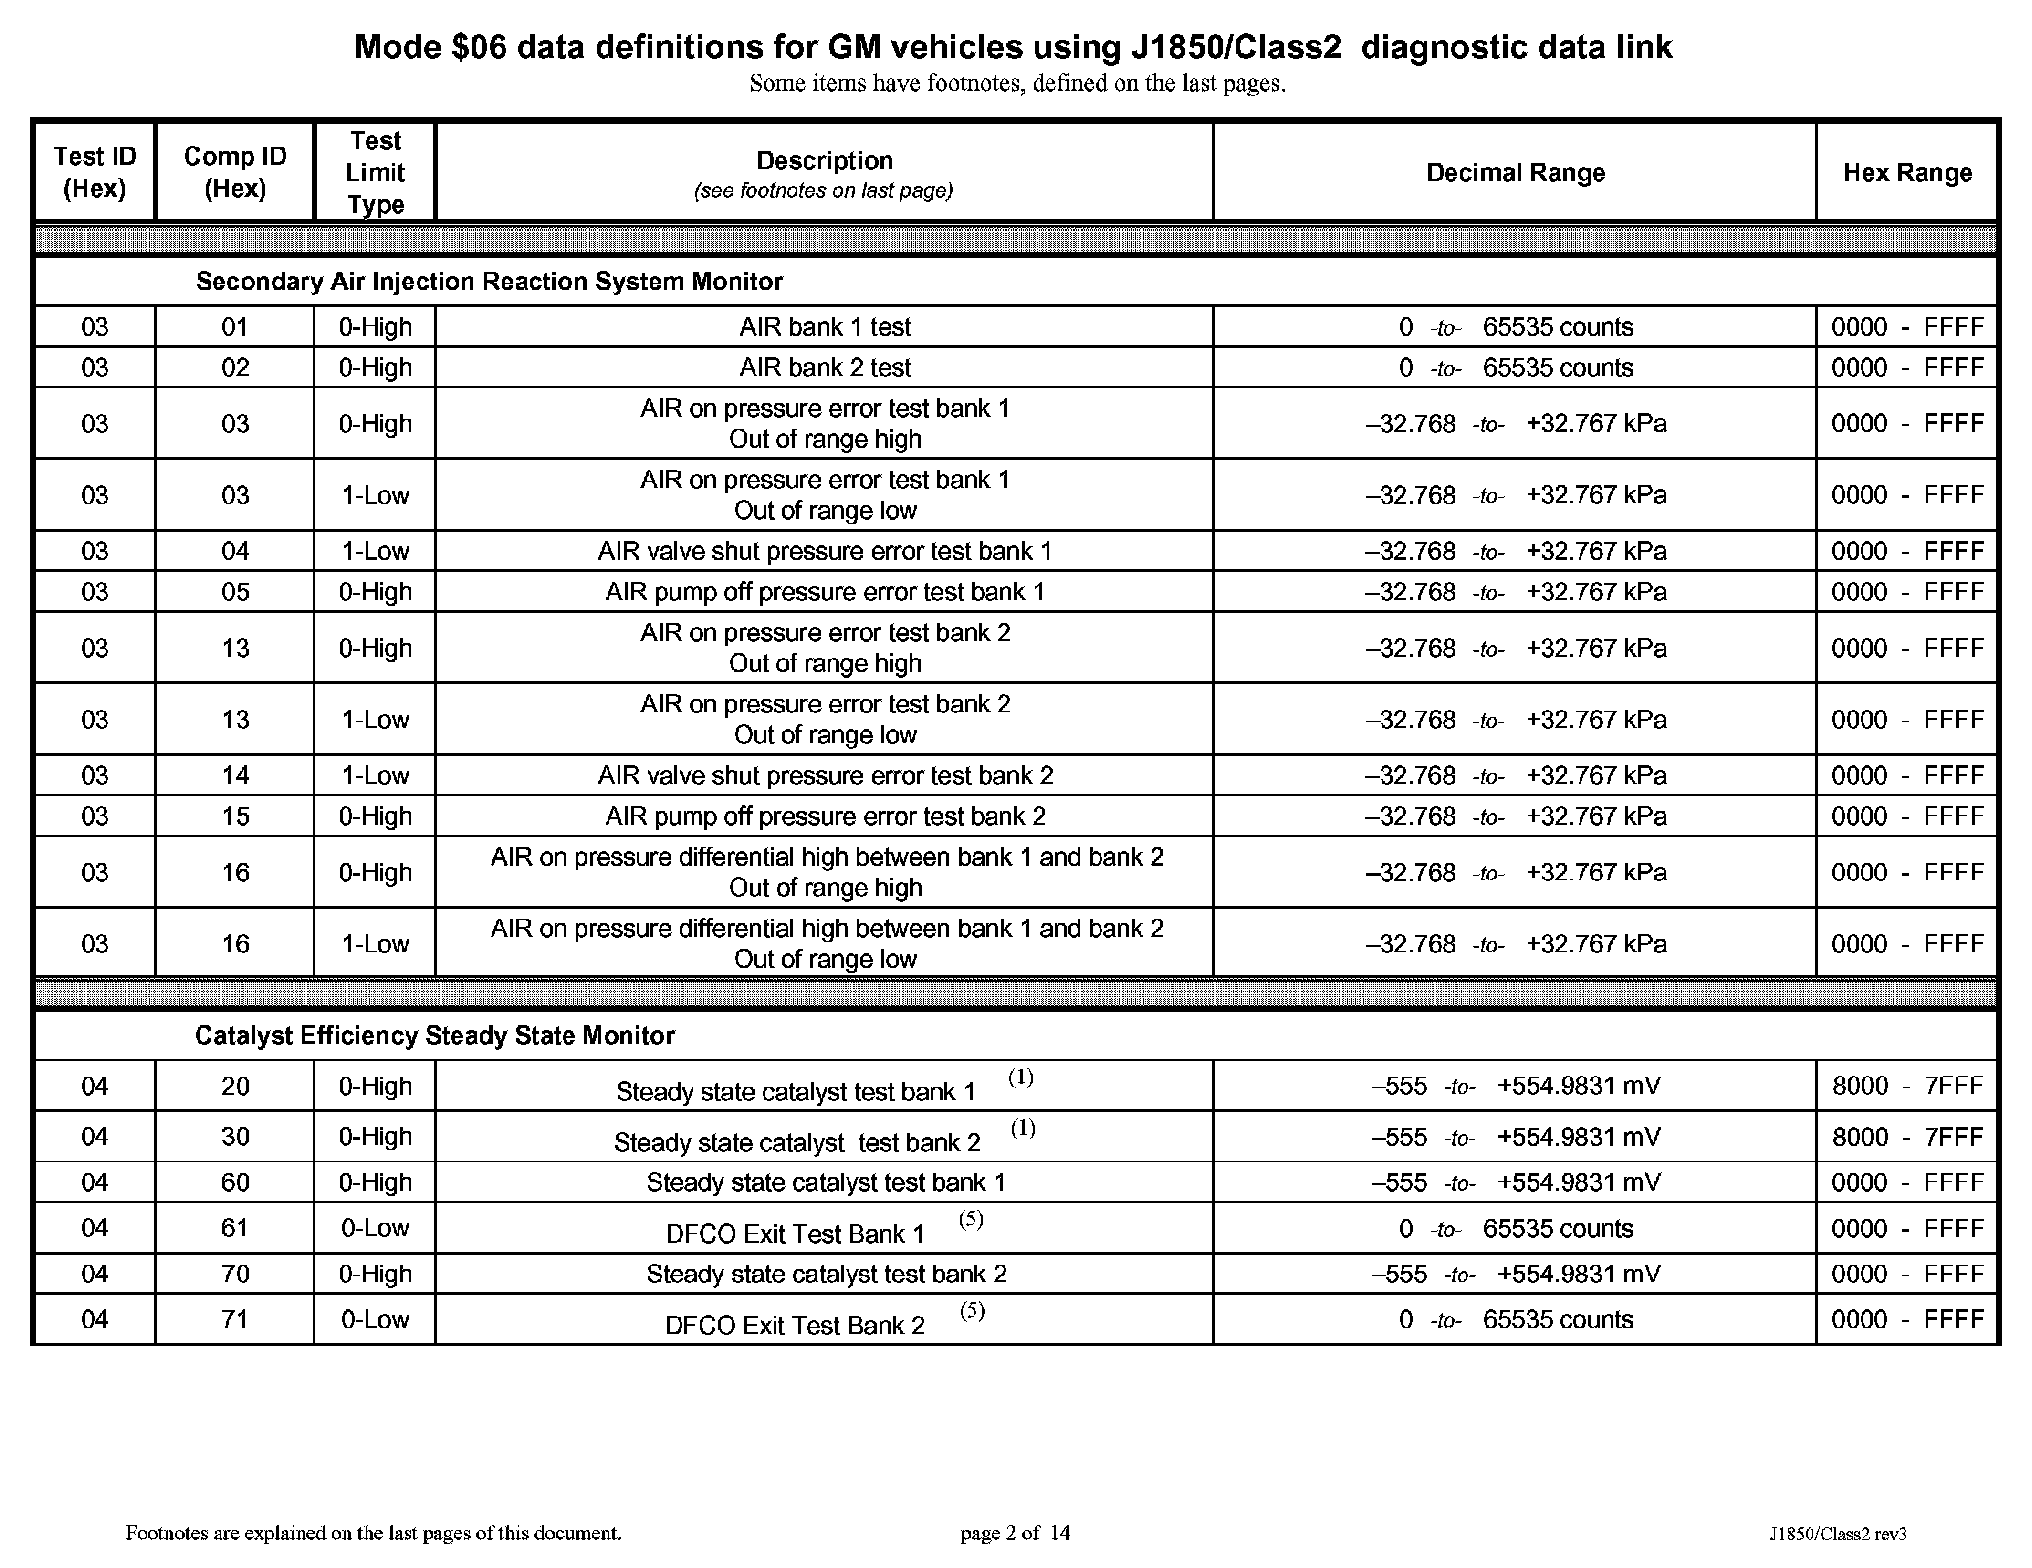 Mode $06 data definitions for GM vehicles using J1850/Class2 diagnostic data link
Some items have footnotes, defined on the last pages.
Test ID (Hex) Comp ID (Hex) Test Limit Type Description (see footnotes on last page) Decimal Range Hex Range
Secondary Air Injection Reaction System Monitor
03 01 0-High AIR bank 1 test 0 -to- 65535 counts 0000 - FFFF
03 02 0-High AIR bank 2 test 0 -to- 65535 counts 0000 - FFFF
03 03 0-High AIR on pressure error test bank 1 Out of range high –32.768 -to- +32.767 kPa 0000 - FFFF
03 03 1-Low AIR on pressure error test bank 1 Out of range low –32.768 -to- +32.767 kPa 0000 - FFFF
03 04 1-Low AIR valve shut pressure error test bank 1 –32.768 -to- +32.767 kPa 0000 - FFFF
03 05 0-High AIR pump off pressure error test bank 1 –32.768 -to- +32.767 kPa 0000 - FFFF
03 13 0-High AIR on pressure error test bank 2 Out of range high –32.768 -to- +32.767 kPa 0000 - FFFF
03 13 1-Low AIR on pressure error test bank 2 Out of range low –32.768 -to- +32.767 kPa 0000 - FFFF
03 14 1-Low AIR valve shut pressure error test bank 2 –32.768 -to- +32.767 kPa 0000 - FFFF
03 15 0-High AIR pump off pressure error test bank 2 –32.768 -to- +32.767 kPa 0000 - FFFF
03 16 0-High AIR on pressure differential high between bank 1 and bank 2 Out of range high –32.768 -to- +32.767 kPa 0000 - FFFF
03 16 1-Low AIR on pressure differential high between bank 1 and bank 2 Out of range low –32.768 -to- +32.767 kPa 0000 - FFFF
Catalyst Efficiency Steady State Monitor
04 20 0-High Steady state catalyst test bank 1 (1) –555 -to- +554.9831 mV 8000 - 7FFF
04 30 0-High Steady state catalyst test bank 2 (1) –555 -to- +554.9831 mV 8000 - 7FFF
04 60 0-High Steady state catalyst test bank 1 –555 -to- +554.9831 mV 0000 - FFFF
04 61 0-Low DFCO Exit Test Bank 1 (5) 0 -to- 65535 counts 0000 - FFFF
04 70 0-High Steady state catalyst test bank 2 –555 -to- +554.9831 mV 0000 - FFFF
04 71 0-Low DFCO Exit Test Bank 2 (5) 0 -to- 65535 counts 0000 - FFFF
Footnotes are explained on the last pages of this document. page 2 of 14 J1850/Class2 rev3